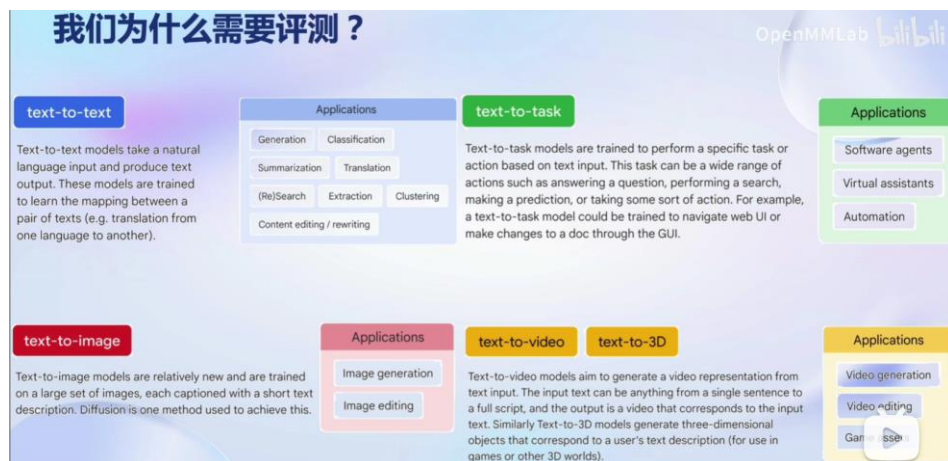 我们为什么需要评测？
OpenMMLab bilibili
text-to-text
Text-to-text models take a natural
language input and produce text
output. These models are trained
to learn the mapping between a
pair of texts (e.g. translation from
one language to another).
Applications
Generation Classification
Summarization Translation
(Re)Search Extraction Clustering
Content editing / rewriting
text-to-task
Text-to-task models are trained to perform a specific task or
action based on text input. This task can be a wide range of
actions such as answering a question, performing a search,
making a prediction, or taking some sort of action. For example,
a text-to-task model could be trained to navigate web UI or
make changes to a doc through the GUI.
Applications
Software agents
Virtual assistants
Automation
text-to-image
Text-to-image models are relatively new and are trained
on a large set of images, each captioned with a short text
description. Diffusion is one method used to achieve this.
Applications
Image generation
Image editing
text-to-video text-to-3D
Text-to-video models aim to generate a video representation from
text input. The input text can be anything from a single sentence to
a full script, and the output is a video that corresponds to the input
text. Similarly Text-to-3D models generate three-dimensional
objects that correspond to a user's text description (for use in
games or other 3D worlds).
Applications
Video generation
Video editing
Game assets